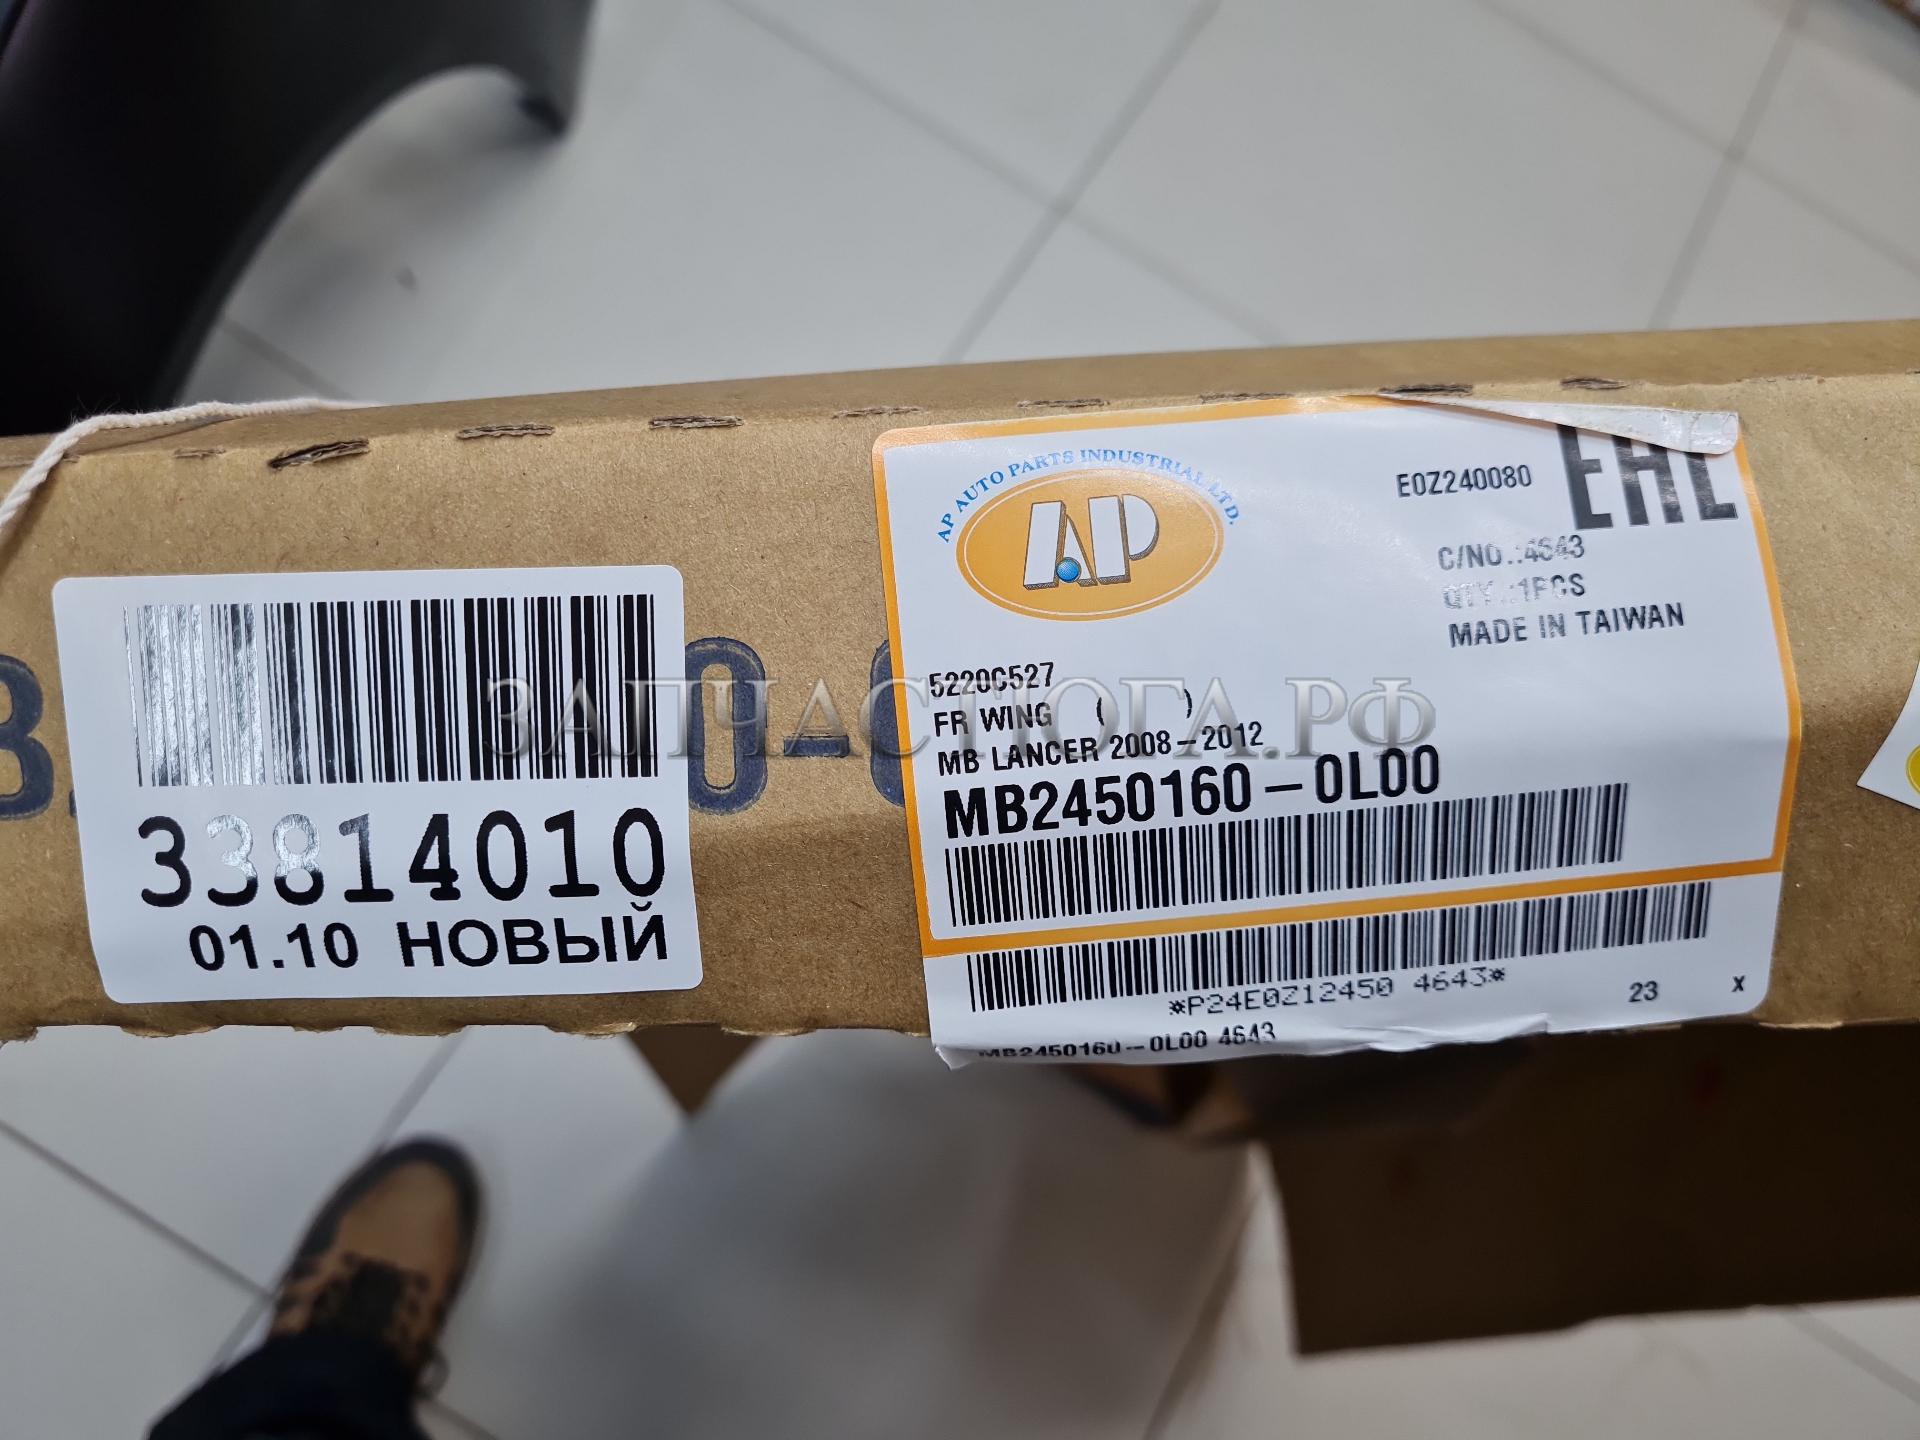 33814010
01.10 НОВЫЙ
AP AUTO PARTS INDUSTRIAL LTD.
AP
E0Z240080
EAC
C/NO.:4643
QTY.:1PCS
MADE IN TAIWAN
5220C527
FR WING ( )
MB LANCER 2008-2012
MB2450160-0L00
*P24E0Z12450 4643*
23 X
MB2450160-0L00 4643
ЗАПЧАСТЮГА.РФ